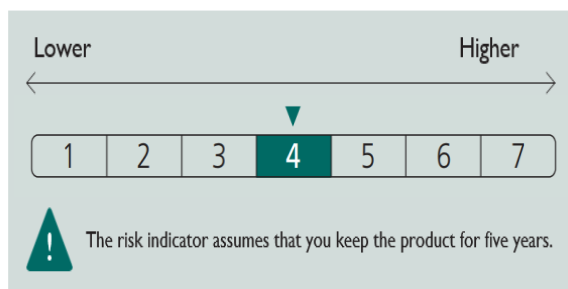 Lower Higher
1 2 3 4 5 6 7
! The risk indicator assumes that you keep the product for five years.